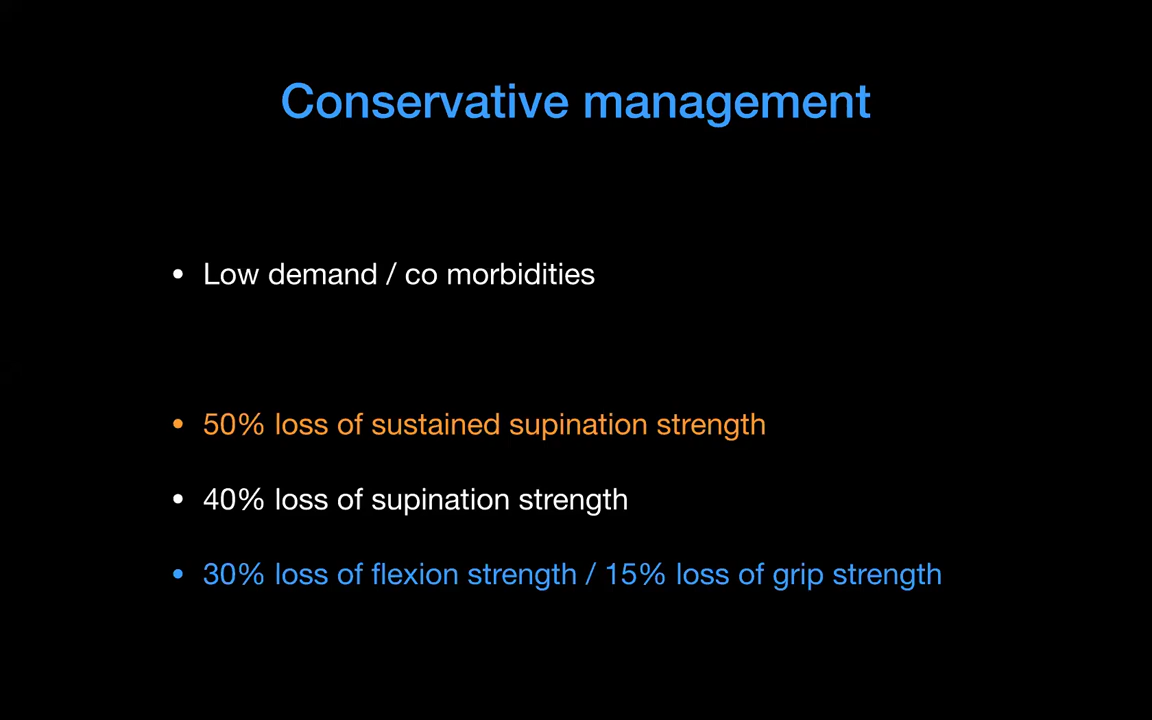 Conservative management
• Low demand / co morbidities
• 50% loss of sustained supination strength
• 40% loss of supination strength
• 30% loss of flexion strength / 15% loss of grip strength